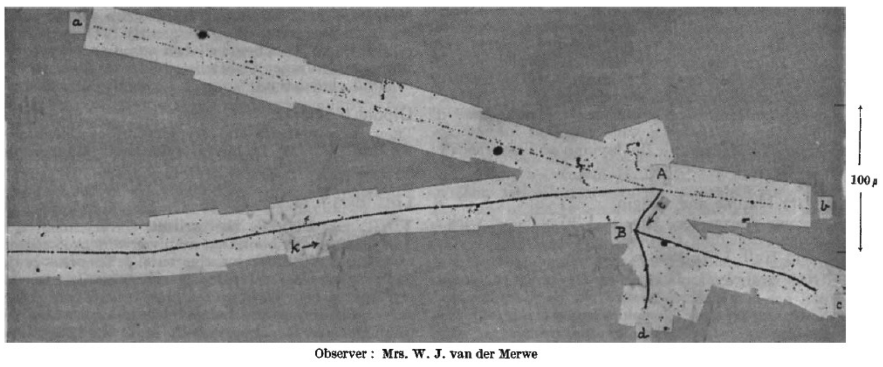 a
A
100 μ
b
k →
B
c
d
Observer : Mrs. W. J. van der Merwe